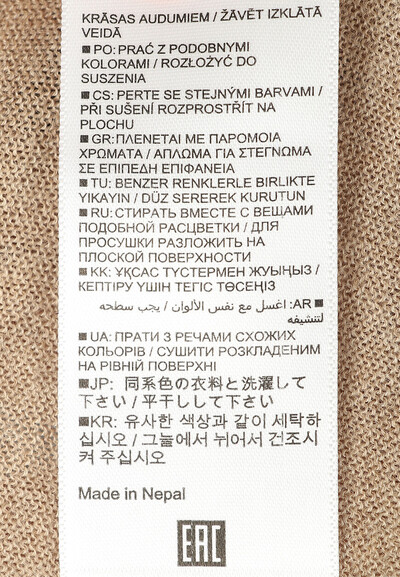 KRĀSAS AUDUMIEM / ŽĀVĒT IZKLĀTĀ
VEIDĀ
■ PO: PRAĆ Z PODOBNYMI
KOLORAMI / ROZŁOŻYĆ DO
SUSZENIA
■ CS: PERTE SE STEJNÝMI BARVAMI /
PŘI SUŠENÍ ROZPROSTŘÍT NA
PLOCHU
■ GR: ΠΛΕΝΕΤΑΙ ΜΕ ΠΑΡΟΜΟΙΑ
ΧΡΩΜΑΤΑ / ΑΠΛΩΜΑ ΓΙΑ ΣΤΕΓΝΩΜΑ
ΣΕ ΕΠΙΠΕΔΗ ΕΠΙΦΑΝΕΙΑ
■ TU: BENZER RENKLERLE BIRLIKTE
YIKAYIN / DÜZ SEREREK KURUTUN
■ RU: СТИРАТЬ ВМЕСТЕ С ВЕЩАМИ
ПОДОБНОЙ РАСЦВЕТКИ / ДЛЯ
ПРОСУШКИ РАЗЛОЖИТЬ НА
ПЛОСКОЙ ПОВЕРХНОСТИ
■ KK: ҰҚСАС ТҮСТЕРМЕН ЖУЫҢЫЗ /
КЕПТІРУ ҮШІН ТЕГІС ТӨСЕҢІЗ
■ AR: اغسل مع نفس الألوان / يجب سطحه
لتنشيفه
■ UA: ПРАТИ З РЕЧАМИ СХОЖИХ
КОЛЬОРІВ / СУШИТИ РОЗКЛАДЕНИМ
НА РІВНІЙ ПОВЕРХНІ
■ JP: 同系色の衣料と洗濯して
下さい / 平干しして下さい
■ KR: 유사한 색상과 같이 세탁하
십시오 / 그늘에서 뉘어서 건조시
켜 주십시오
Made in Nepal
EAC